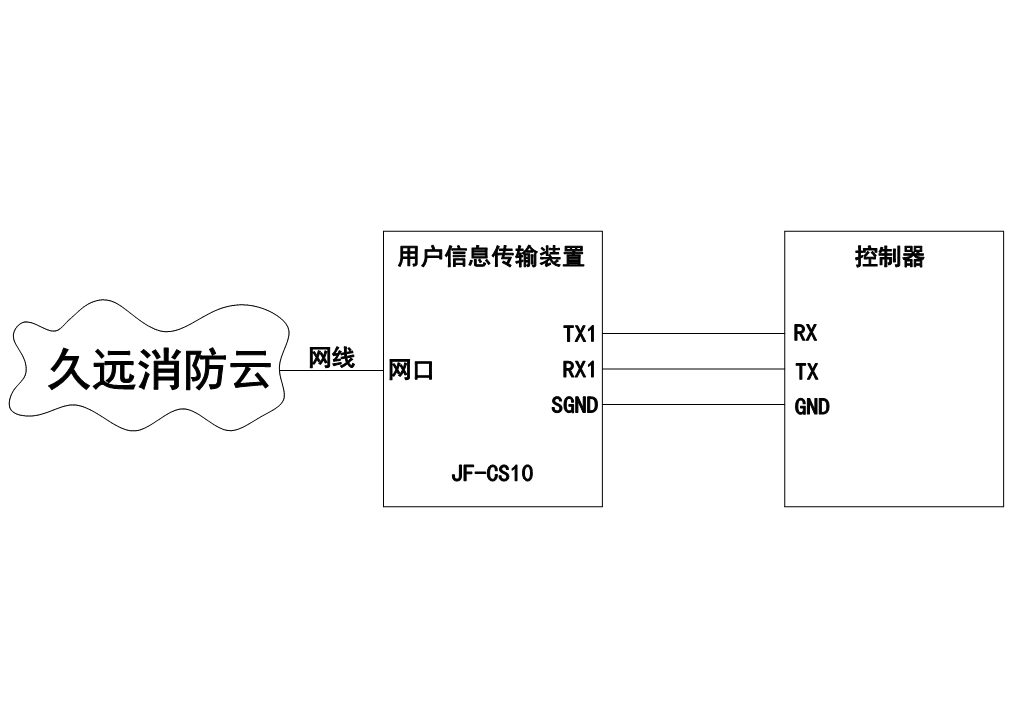 久远消防云
网线
用户信息传输装置
网口
TX1
RX1
SGND
JF-CS10
控制器
RX
TX
GND